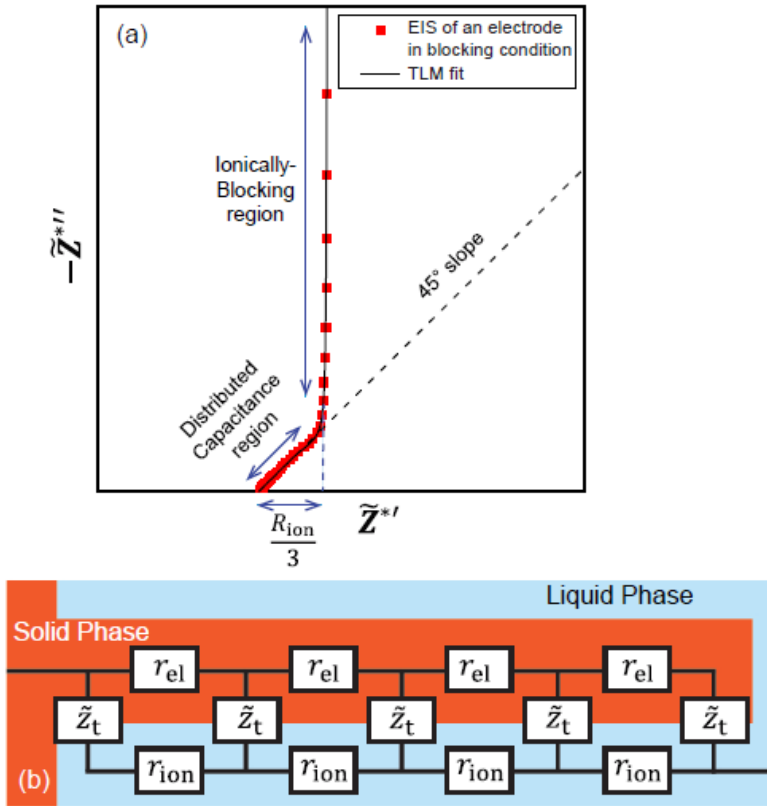 (a)
EIS of an electrode
in blocking condition
TLM fit
Ionically-
Blocking
region
45° slope
−Z̃*′′
Distributed
Capacitance
region
R_ion
3
Z̃*′
Liquid Phase
Solid Phase
r_el r_el r_el r_el
z̃_t z̃_t z̃_t z̃_t z̃_t
(b) r_ion r_ion r_ion r_ion